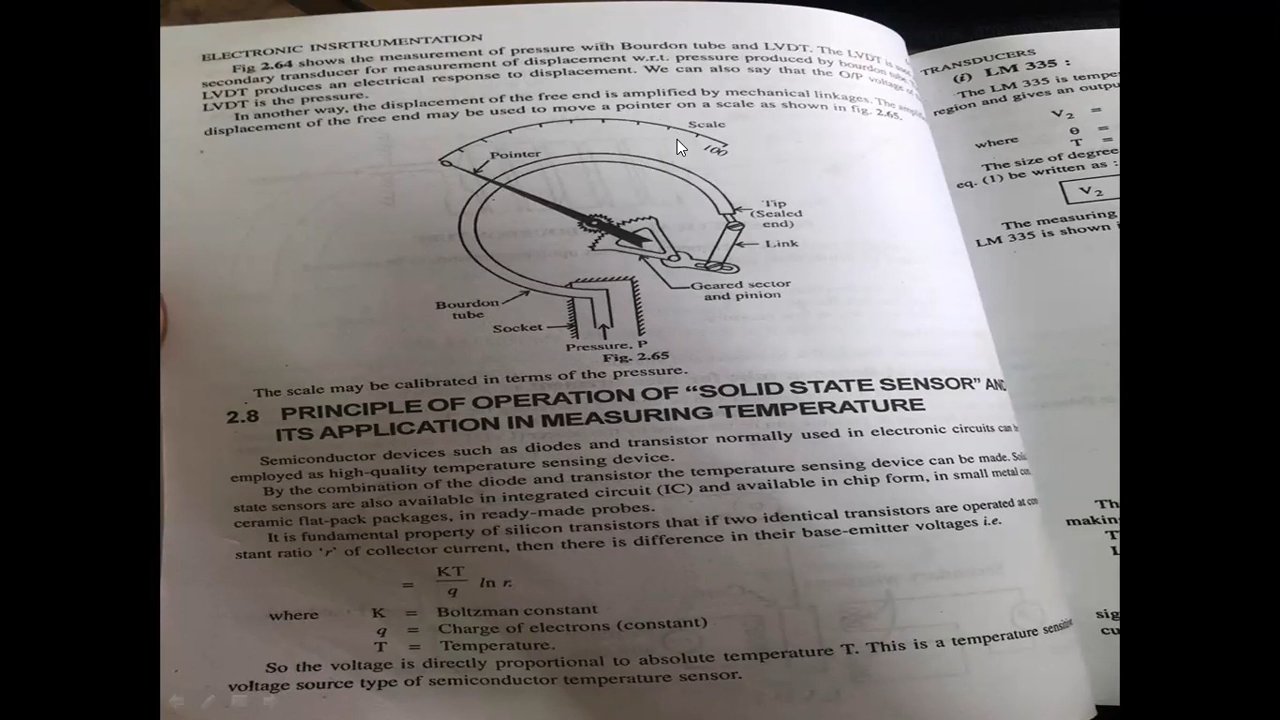 ELECTRONIC INSRTRUMENTATION
Fig 2.64 shows the measurement of pressure with Bourdon tube and LVDT. The LVDT is
secondary transducer for measurement of displacement w.r.t. pressure produced by bourdon tube
LVDT produces an electrical response to displacement. We can also say that the O/P voltage of
LVDT is the pressure.
In another way, the displacement of the free end is amplified by mechanical linkages. The
displacement of the free end may be used to move a pointer on a scale as shown in fig. 2.65.
Scale
100
Pointer
Tip
(Sealed
end)
Link
Geared sector
and pinion
Bourdon
tube
Socket
Pressure, P
Fig. 2.65
The scale may be calibrated in terms of the pressure.
2.8 PRINCIPLE OF OPERATION OF “SOLID STATE SENSOR” AND
ITS APPLICATION IN MEASURING TEMPERATURE
Semiconductor devices such as diodes and transistor normally used in electronic circuits can
employed as high-quality temperature sensing device.
By the combination of the diode and transistor the temperature sensing device can be made.
state sensors are also available in integrated circuit (IC) and available in chip form, in small metal
ceramic flat-pack packages, in ready-made probes.
It is fundamental property of silicon transistors that if two identical transistors are operated at con
stant ratio ‘r’ of collector current, then there is difference in their base-emitter voltages i.e.
= KT/q ln r.
where K = Boltzman constant
q = Charge of electrons (constant)
T = Temperature.
So the voltage is directly proportional to absolute temperature T. This is a temperature sensitive
voltage source type of semiconductor temperature sensor.
TRANSDUCERS
(i) LM 335 :
The LM 335 is
region and gives an
V2 =
where θ =
T =
The size of degree
eq. (1) be written as :
V2
The measuring
LM 335 is shown